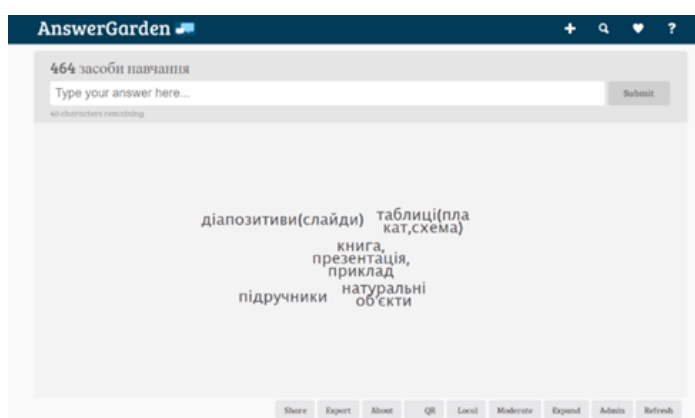 AnswerGarden
464 засоби навчання
Type your answer here...
Submit
40 characters remaining
діапозитиви(слайди)
таблиці(пла
кат,схема)
книга,
презентація,
приклад
підручники
натуральні
об'єкти
Share Export About QR Local Moderate Expand Admin Refresh